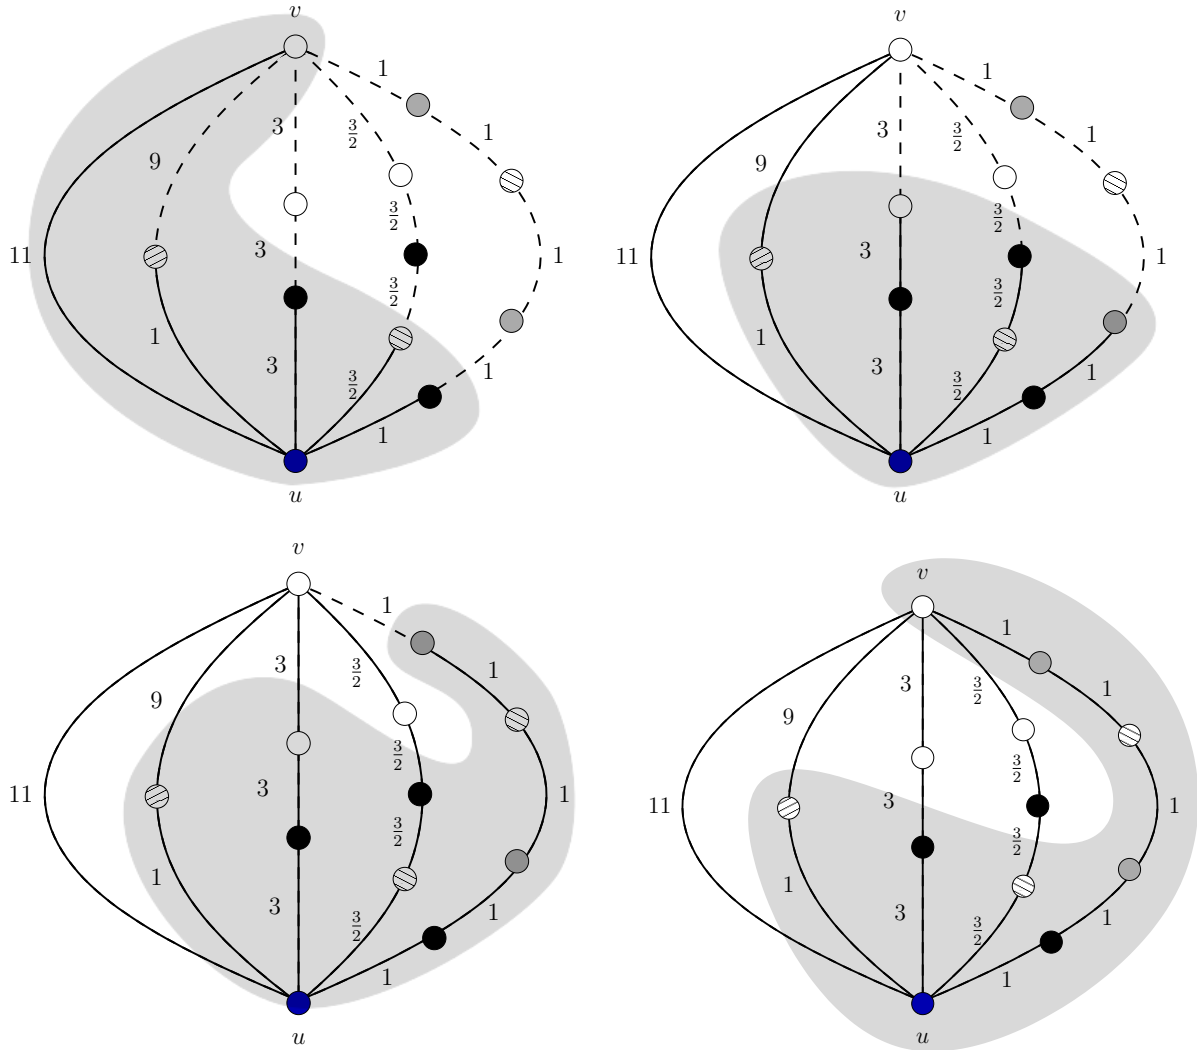 v v
1 1
3 3/2 1 3 3/2 1
9 9
3/2 3/2
11 3 1 11 3 1
3/2 3/2
1 3 1 1 3 1
3/2 1 3/2 1
u u
v v
1 1
3 3/2 1 3 3/2 1
9 9
3/2 3/2
11 3 1 11 3 1
3/2 3/2
1 3 3/2 1 1 3 3/2 1
1 1
u u